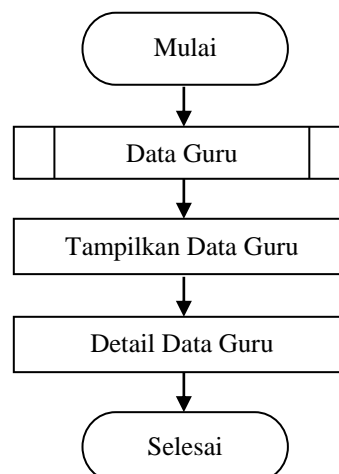 Mulai
Data Guru
Tampilkan Data Guru
Detail Data Guru
Selesai